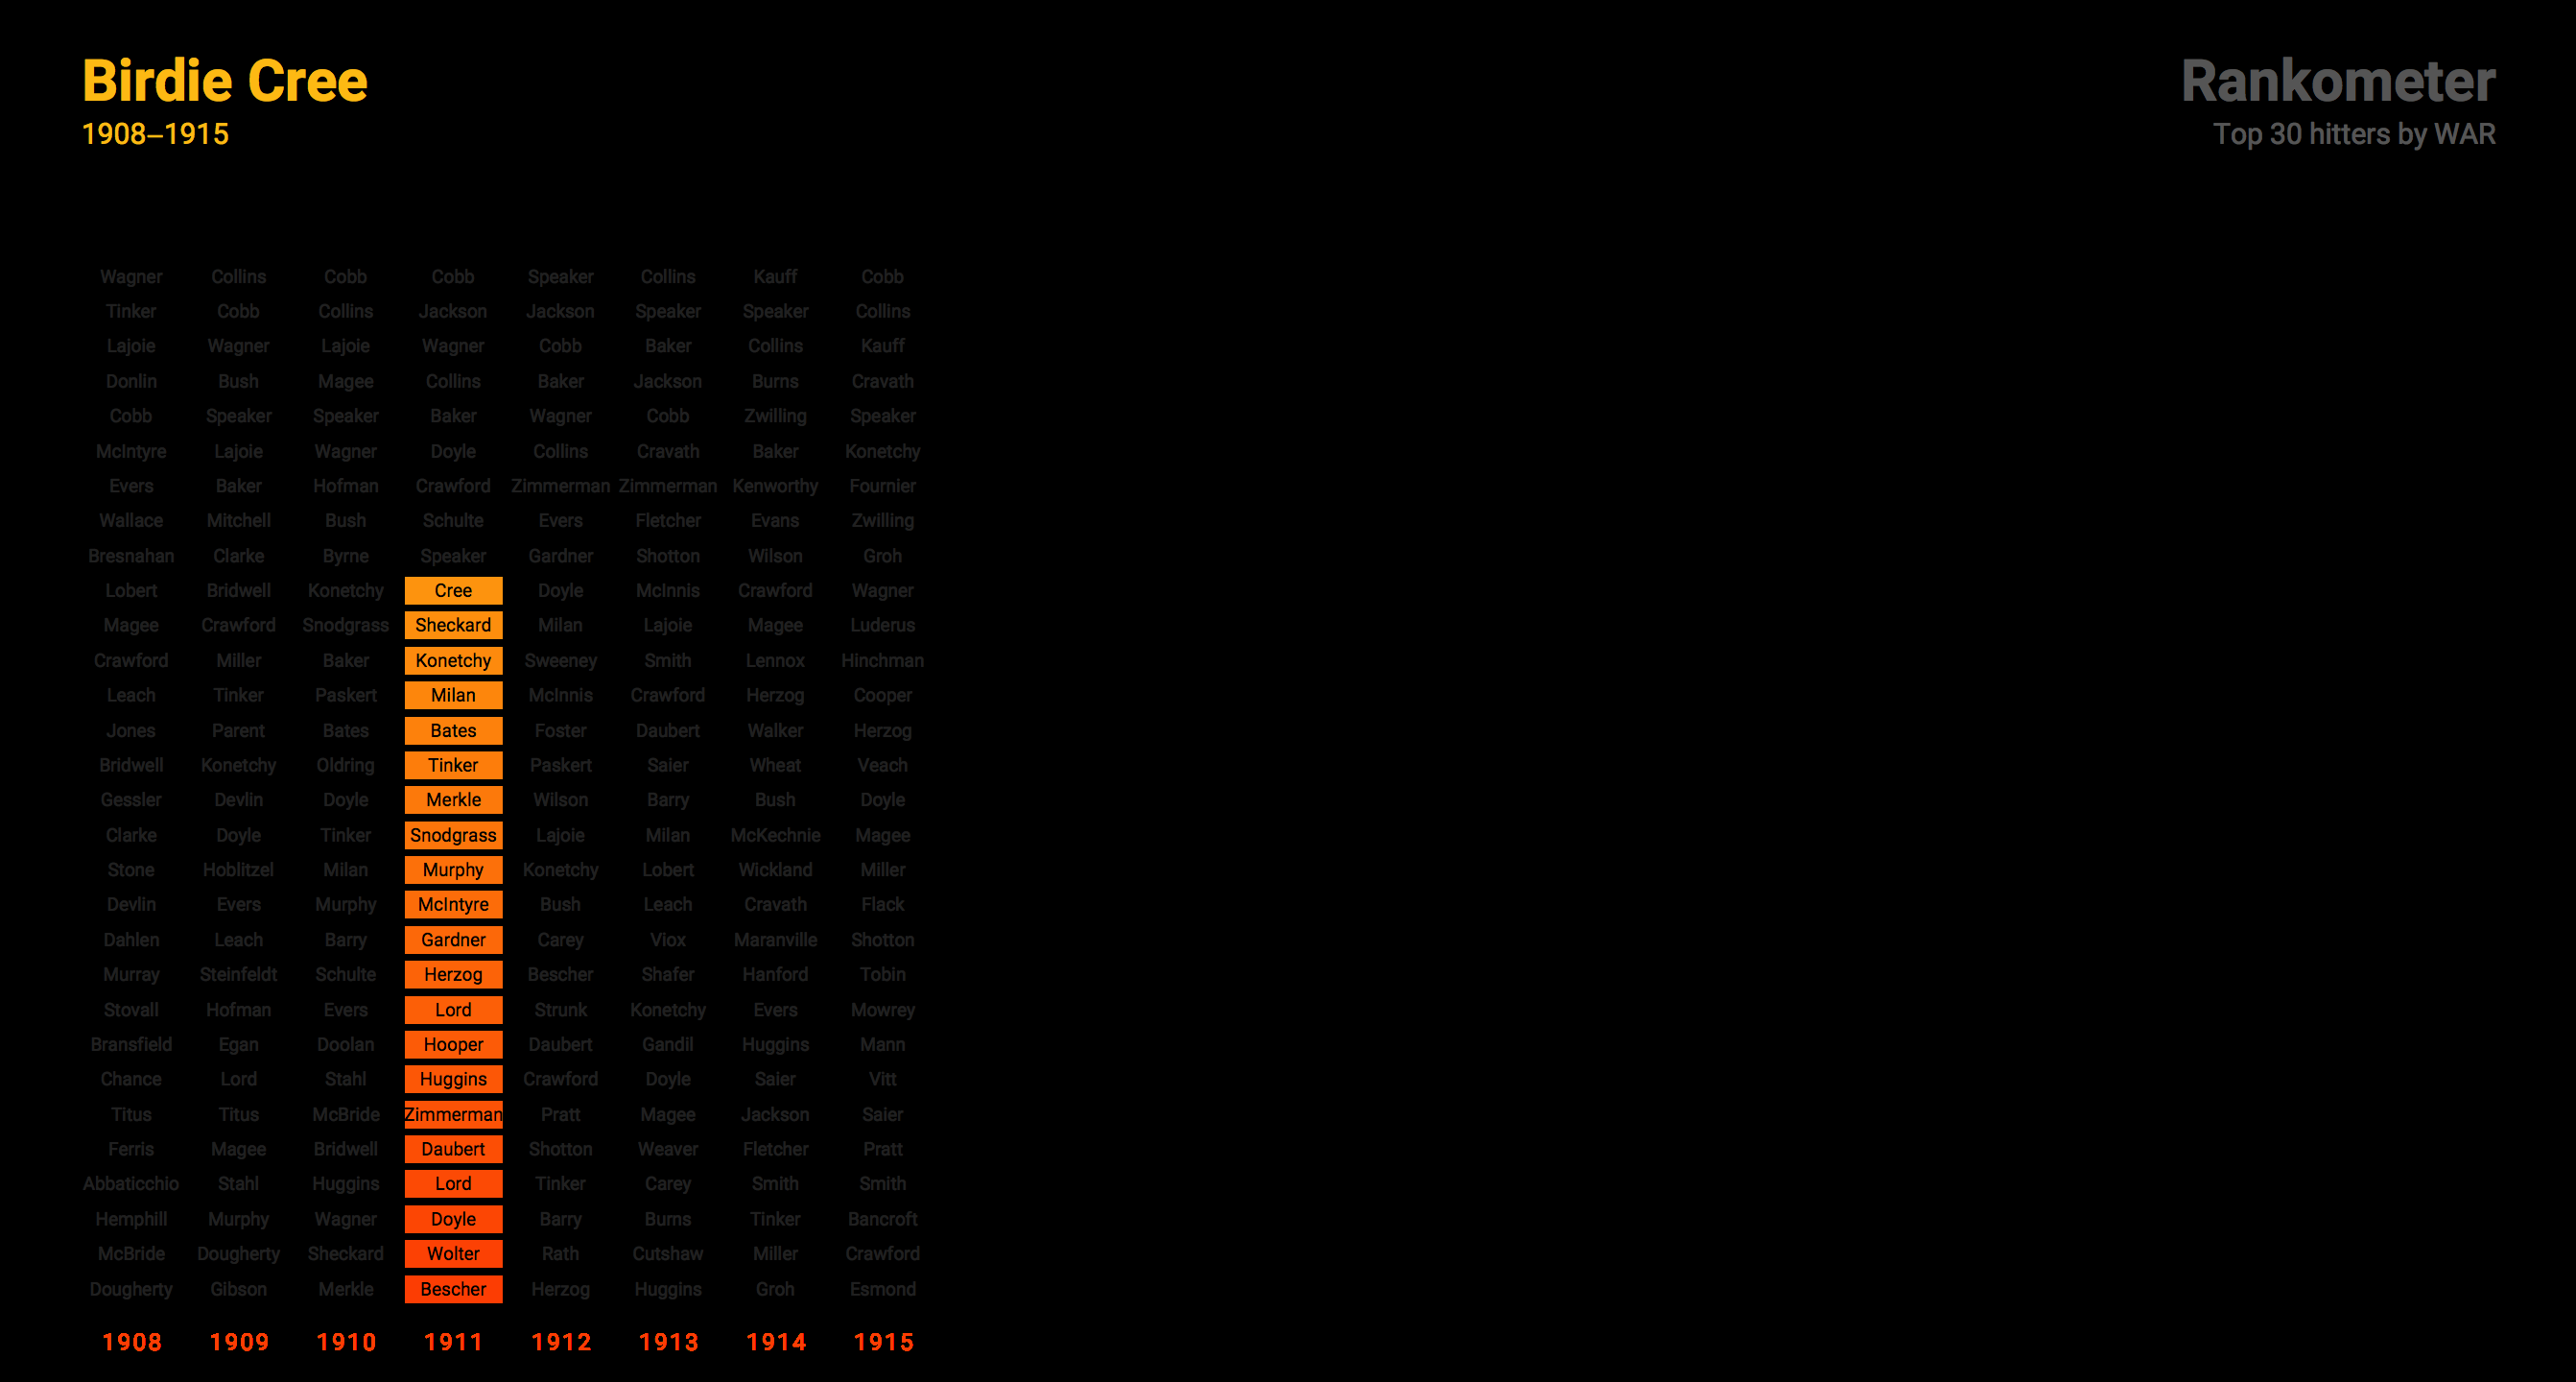 Birdie Cree
1908–1915
Rankometer
Top 30 hitters by WAR
Wagner Collins Cobb Cobb Speaker Collins Kauff Cobb
Tinker Cobb Collins Jackson Jackson Speaker Speaker Collins
Lajoie Wagner Lajoie Wagner Cobb Baker Collins Kauff
Donlin Bush Magee Collins Baker Jackson Burns Cravath
Cobb Speaker Speaker Baker Wagner Cobb Zwilling Speaker
McIntyre Lajoie Wagner Doyle Collins Cravath Baker Konetchy
Evers Baker Hofman Crawford Zimmerman Zimmerman Kenworthy Fournier
Wallace Mitchell Bush Schulte Evers Fletcher Evans Zwilling
Bresnahan Clarke Byrne Speaker Gardner Shotton Wilson Groh
Lobert Bridwell Konetchy Cree Doyle McInnis Crawford Wagner
Magee Crawford Snodgrass Sheckard Milan Lajoie Magee Luderus
Crawford Miller Baker Konetchy Sweeney Smith Lennox Hinchman
Leach Tinker Paskert Milan McInnis Crawford Herzog Cooper
Jones Parent Bates Bates Foster Daubert Walker Herzog
Bridwell Konetchy Oldring Tinker Paskert Saier Wheat Veach
Gessler Devlin Doyle Merkle Wilson Barry Bush Doyle
Clarke Doyle Tinker Snodgrass Lajoie Milan McKechnie Magee
Stone Hoblitzel Milan Murphy Konetchy Lobert Wickland Miller
Devlin Evers Murphy McIntyre Bush Leach Cravath Flack
Dahlen Leach Barry Gardner Carey Viox Maranville Shotton
Murray Steinfeldt Schulte Herzog Bescher Shafer Hanford Tobin
Stovall Hofman Evers Lord Strunk Konetchy Evers Mowrey
Bransfield Egan Doolan Hooper Daubert Gandil Huggins Mann
Chance Lord Stahl Huggins Crawford Doyle Saier Vitt
Titus Titus McBride Zimmerman Pratt Magee Jackson Saier
Ferris Magee Bridwell Daubert Shotton Weaver Fletcher Pratt
Abbaticchio Stahl Huggins Lord Tinker Carey Smith Smith
Hemphill Murphy Wagner Doyle Barry Burns Tinker Bancroft
McBride Dougherty Sheckard Wolter Rath Cutshaw Miller Crawford
Dougherty Gibson Merkle Bescher Herzog Huggins Groh Esmond
1908 1909 1910 1911 1912 1913 1914 1915